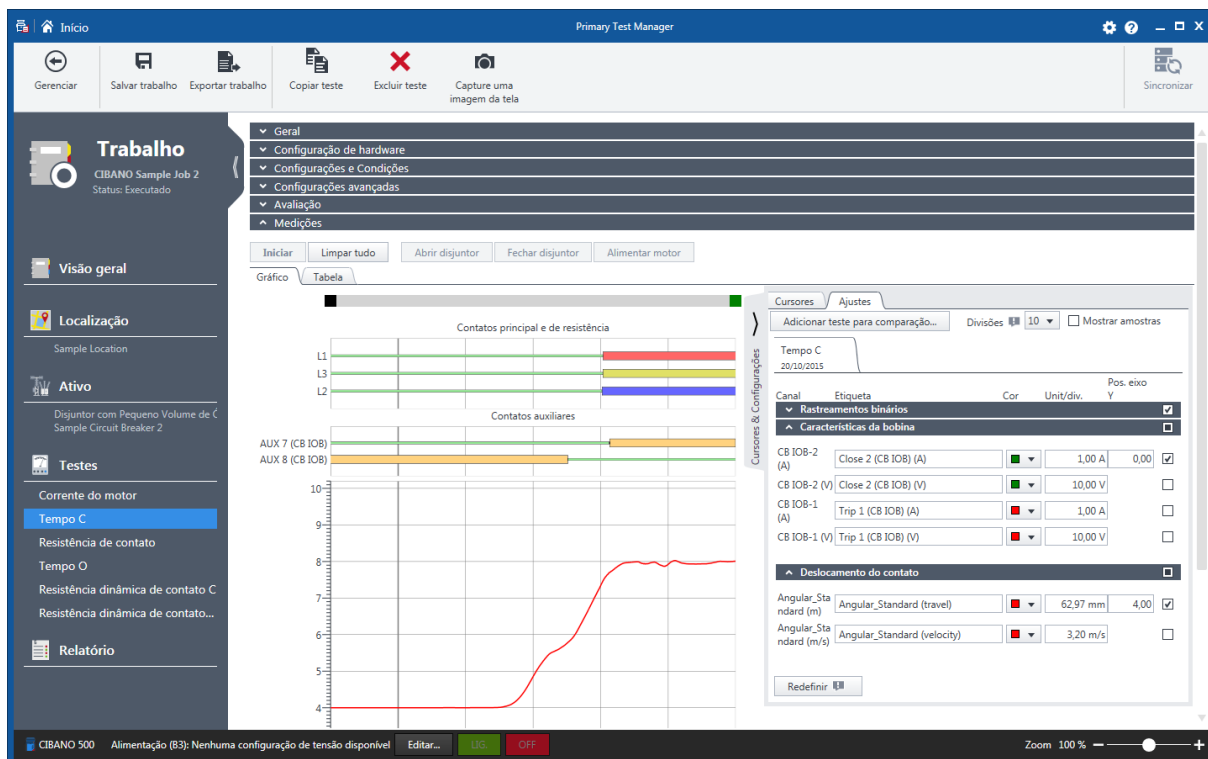 Início
Primary Test Manager
Gerenciar
Salvar trabalho
Exportar trabalho
Copiar teste
Excluir teste
Capture uma imagem da tela
Sincronizar
Trabalho
CIBANO Sample Job 2
Status: Executado
Visão geral
Localização
Sample Location
Ativo
Disjuntor com Pequeno Volume de Ó
Sample Circuit Breaker 2
Testes
Corrente do motor
Tempo C
Resistência de contato
Tempo O
Resistência dinâmica de contato C
Resistência dinâmica de contato...
Relatório
Geral
Configuração de hardware
Configurações e Condições
Configurações avançadas
Avaliação
Medições
Iniciar
Limpar tudo
Abrir disjuntor
Fechar disjuntor
Alimentar motor
Gráfico
Tabela
Contatos principal e de resistência
L1
L3
L2
Contatos auxiliares
AUX 7 (CB IOB)
AUX 8 (CB IOB)
10
9
8
7
6
5
4
Cursores & Configurações
Cursores
Ajustes
Adicionar teste para comparação...
Divisões 10
Mostrar amostras
Tempo C
20/10/2015
Canal Etiqueta Cor Unit/div. Pos. eixo Y
Rastreamentos binários
Características da bobina
CB IOB-2 (A) Close 2 (CB IOB) (A) 1,00 A 0,00
CB IOB-2 (V) Close 2 (CB IOB) (V) 10,00 V
CB IOB-1 (A) Trip 1 (CB IOB) (A) 1,00 A
CB IOB-1 (V) Trip 1 (CB IOB) (V) 10,00 V
Deslocamento do contato
Angular_Sta
ndard (m) Angular_Standard (travel) 62,97 mm 4,00
Angular_Sta
ndard (m/s) Angular_Standard (velocity) 3,20 m/s
Redefinir
CIBANO 500
Alimentação (B3): Nenhuma configuração de tensão disponível
Editar...
LIG.
OFF
Zoom 100 %